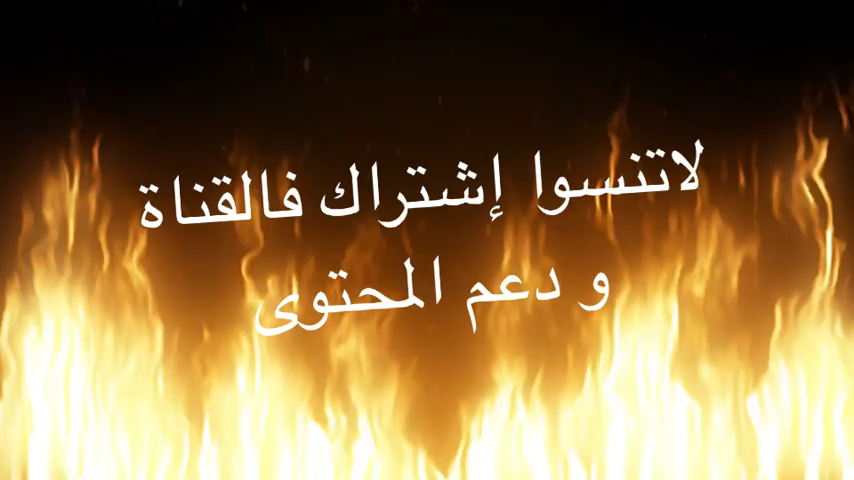 لاتنسوا إشتراك فالقناة
و دعم المحتوى